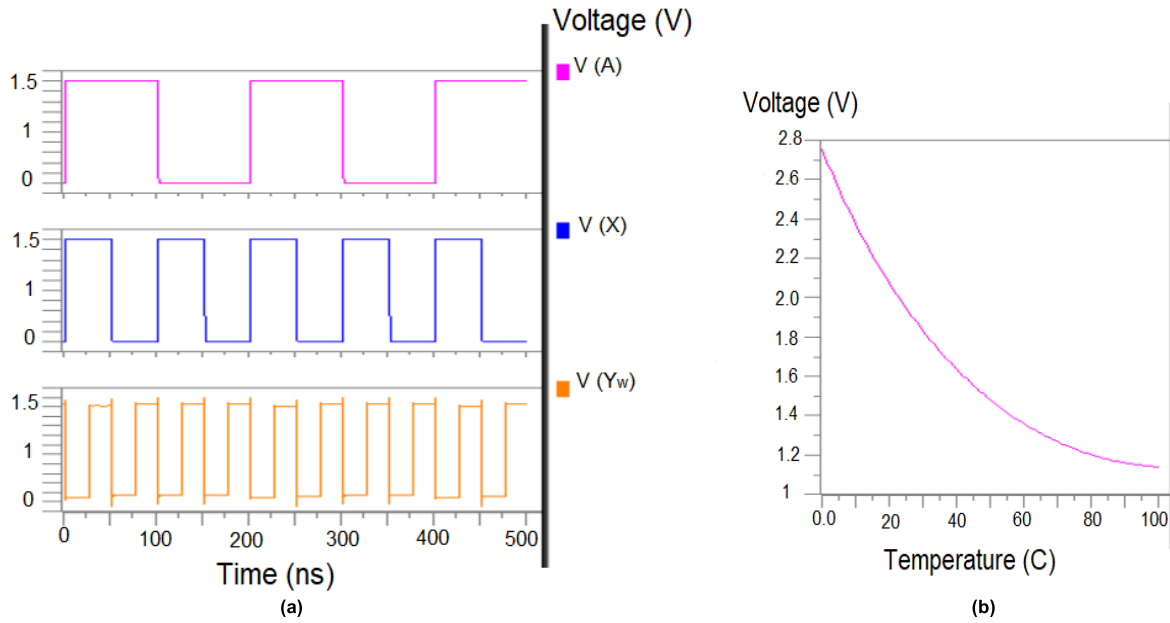 Voltage (V)
V (A)
1.5
1
0
V (X)
1.5
1
0
V (Yw)
1.5
1
0
0 100 200 300 400 500
Time (ns)
(a)
Voltage (V)
2.8
2.6
2.4
2.2
2.0
1.8
1.6
1.4
1.2
1
0.0 20 40 60 80 100
Temperature (C)
(b)